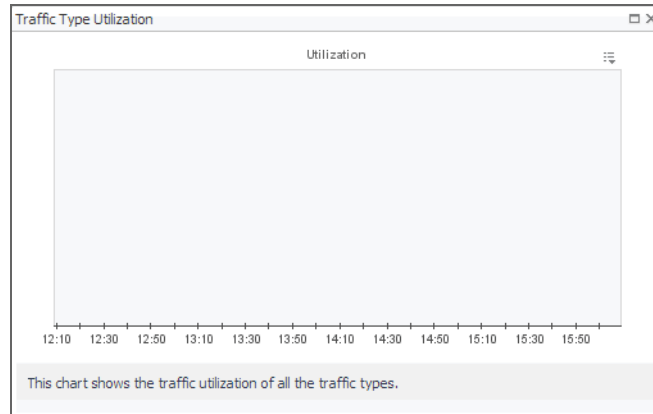 Traffic Type Utilization
Utilization
12:10 12:30 12:50 13:10 13:30 13:50 14:10 14:30 14:50 15:10 15:30 15:50
This chart shows the traffic utilization of all the traffic types.